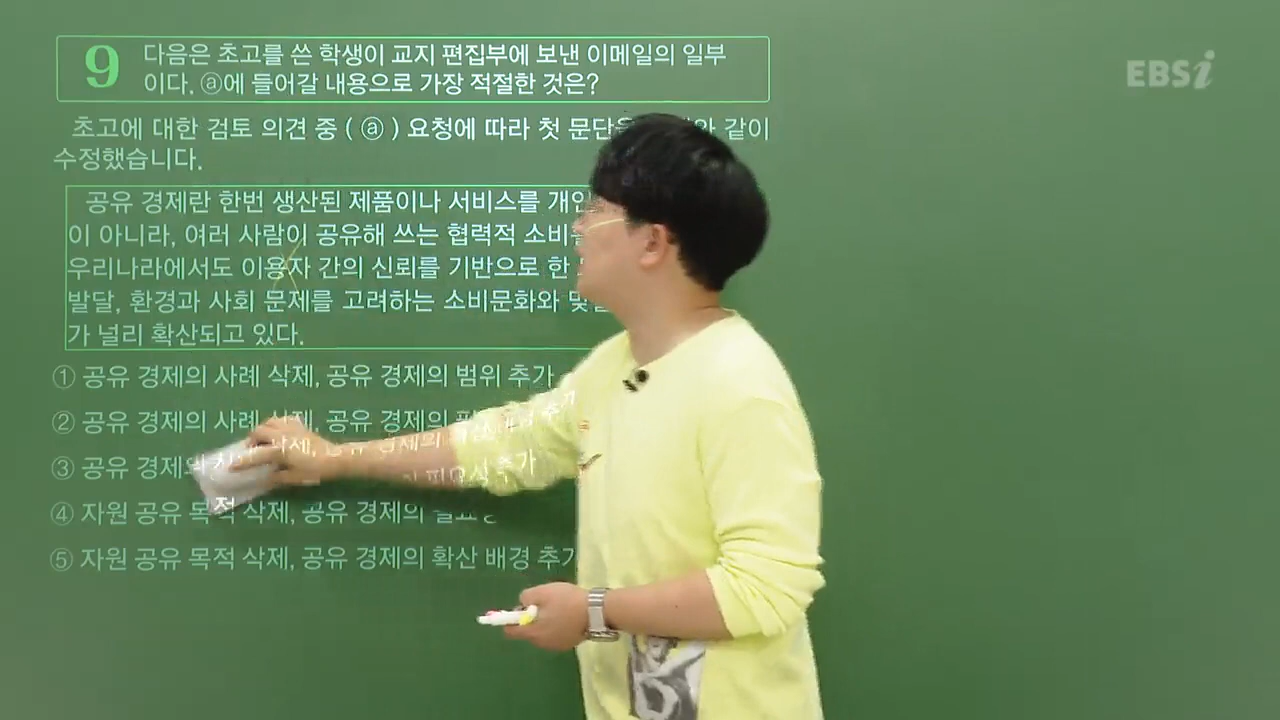 EBSi
9 다음은 초고를 쓴 학생이 교지 편집부에 보낸 이메일의 일부
이다. ⓐ에 들어갈 내용으로 가장 적절한 것은?
초고에 대한 검토 의견 중 ( ⓐ ) 요청에 따라 첫 문단을 같이
수정했습니다.
공유 경제란 한번 생산된 제품이나 서비스를
이 아니라, 여러 사람이 공유해 쓰는 협력적
우리나라에서도 이용자 간의 신뢰를 기반으로 한
발달, 환경과 사회 문제를 고려하는 소비문화와
가 널리 확산되고 있다.
① 공유 경제의 사례 삭제, 공유 경제의 범위 추가
② 공유 경제의 사례 삭제, 공유 경제의 추가
③ 공유 추가
④ 자원 공유 목적 삭제, 공유 경제의
⑤ 자원 공유 목적 삭제, 공유 경제의 확산 배경 추가